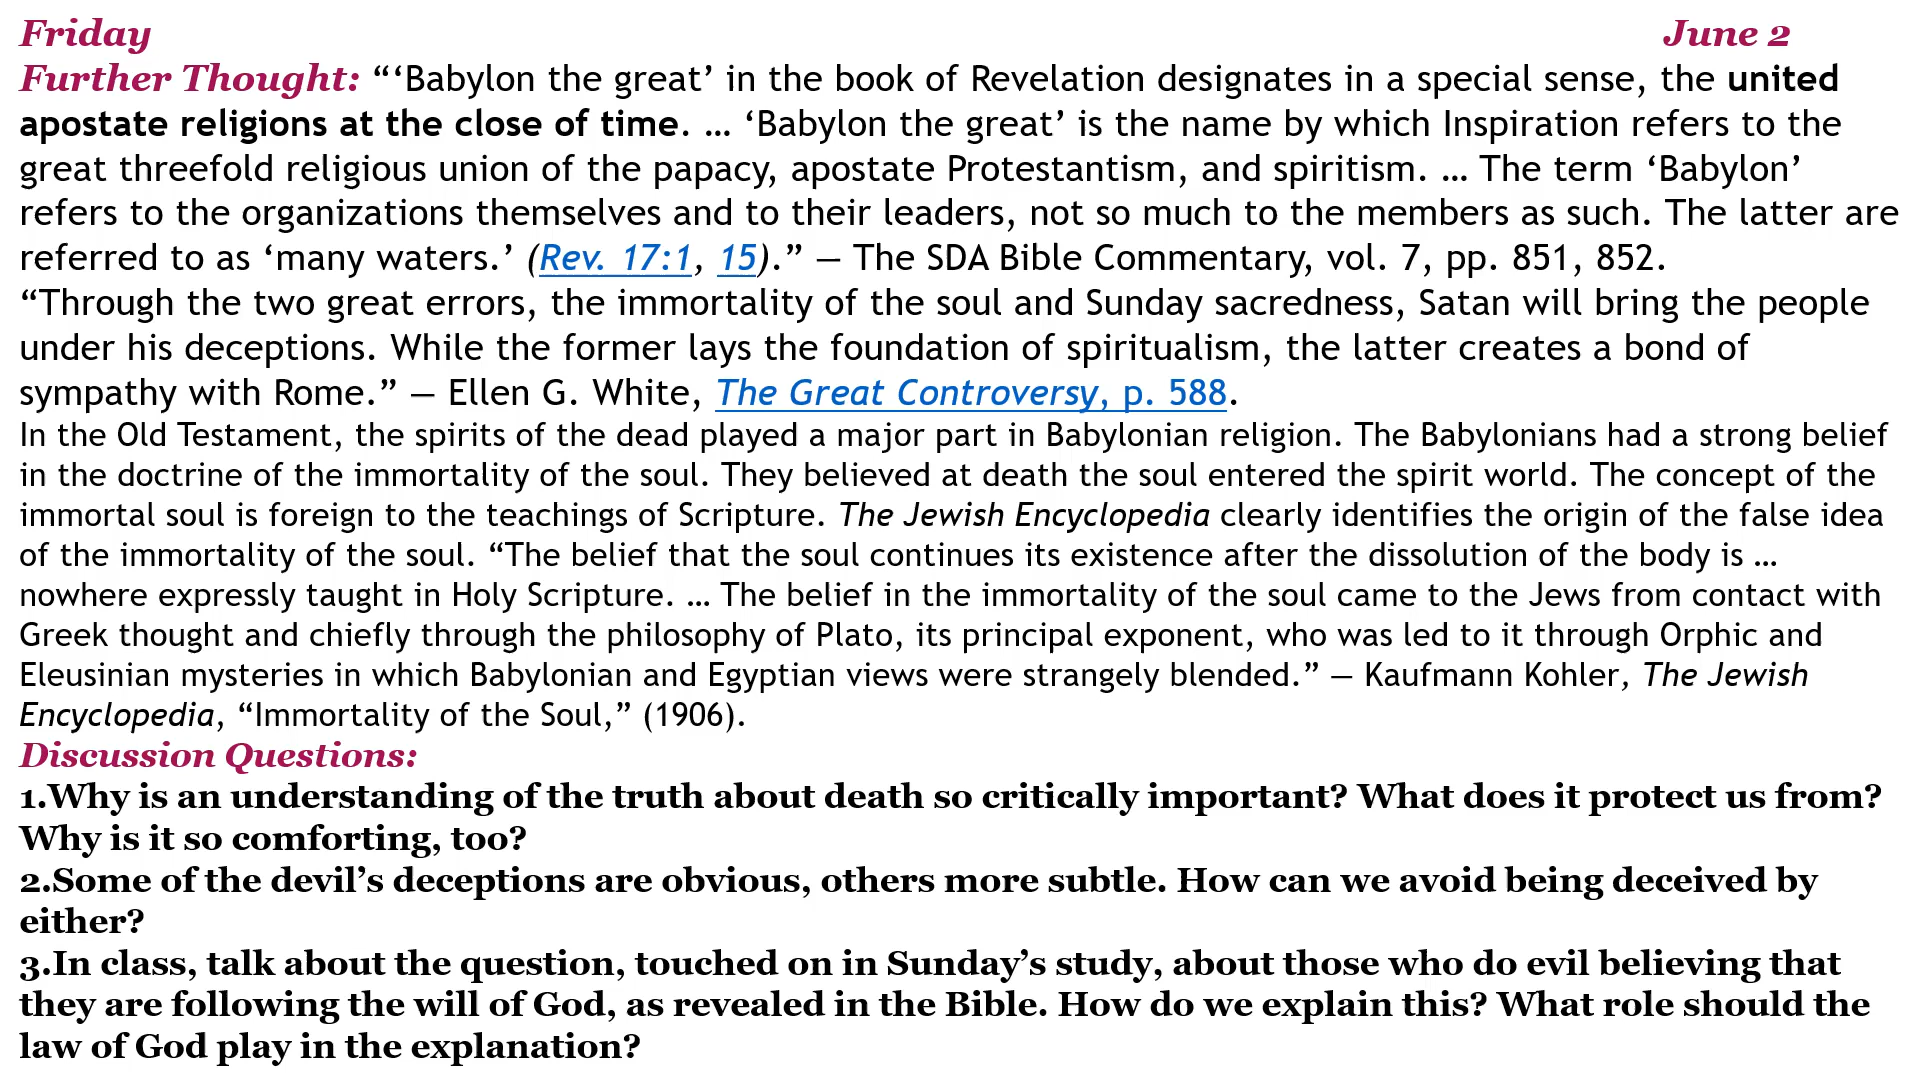 Friday June 2
Further Thought: “‘Babylon the great’ in the book of Revelation designates in a special sense, the united
apostate religions at the close of time. … ‘Babylon the great’ is the name by which Inspiration refers to the
great threefold religious union of the papacy, apostate Protestantism, and spiritism. … The term ‘Babylon’
refers to the organizations themselves and to their leaders, not so much to the members as such. The latter are
referred to as ‘many waters.’ (Rev. 17:1, 15).” — The SDA Bible Commentary, vol. 7, pp. 851, 852.
“Through the two great errors, the immortality of the soul and Sunday sacredness, Satan will bring the people
under his deceptions. While the former lays the foundation of spiritualism, the latter creates a bond of
sympathy with Rome.” — Ellen G. White, The Great Controversy, p. 588.
In the Old Testament, the spirits of the dead played a major part in Babylonian religion. The Babylonians had a strong belief
in the doctrine of the immortality of the soul. They believed at death the soul entered the spirit world. The concept of the
immortal soul is foreign to the teachings of Scripture. The Jewish Encyclopedia clearly identifies the origin of the false idea
of the immortality of the soul. “The belief that the soul continues its existence after the dissolution of the body is …
nowhere expressly taught in Holy Scripture. … The belief in the immortality of the soul came to the Jews from contact with
Greek thought and chiefly through the philosophy of Plato, its principal exponent, who was led to it through Orphic and
Eleusinian mysteries in which Babylonian and Egyptian views were strangely blended.” — Kaufmann Kohler, The Jewish
Encyclopedia, “Immortality of the Soul,” (1906).
Discussion Questions:
1.Why is an understanding of the truth about death so critically important? What does it protect us from?
Why is it so comforting, too?
2.Some of the devil’s deceptions are obvious, others more subtle. How can we avoid being deceived by
either?
3.In class, talk about the question, touched on in Sunday’s study, about those who do evil believing that
they are following the will of God, as revealed in the Bible. How do we explain this? What role should the
law of God play in the explanation?